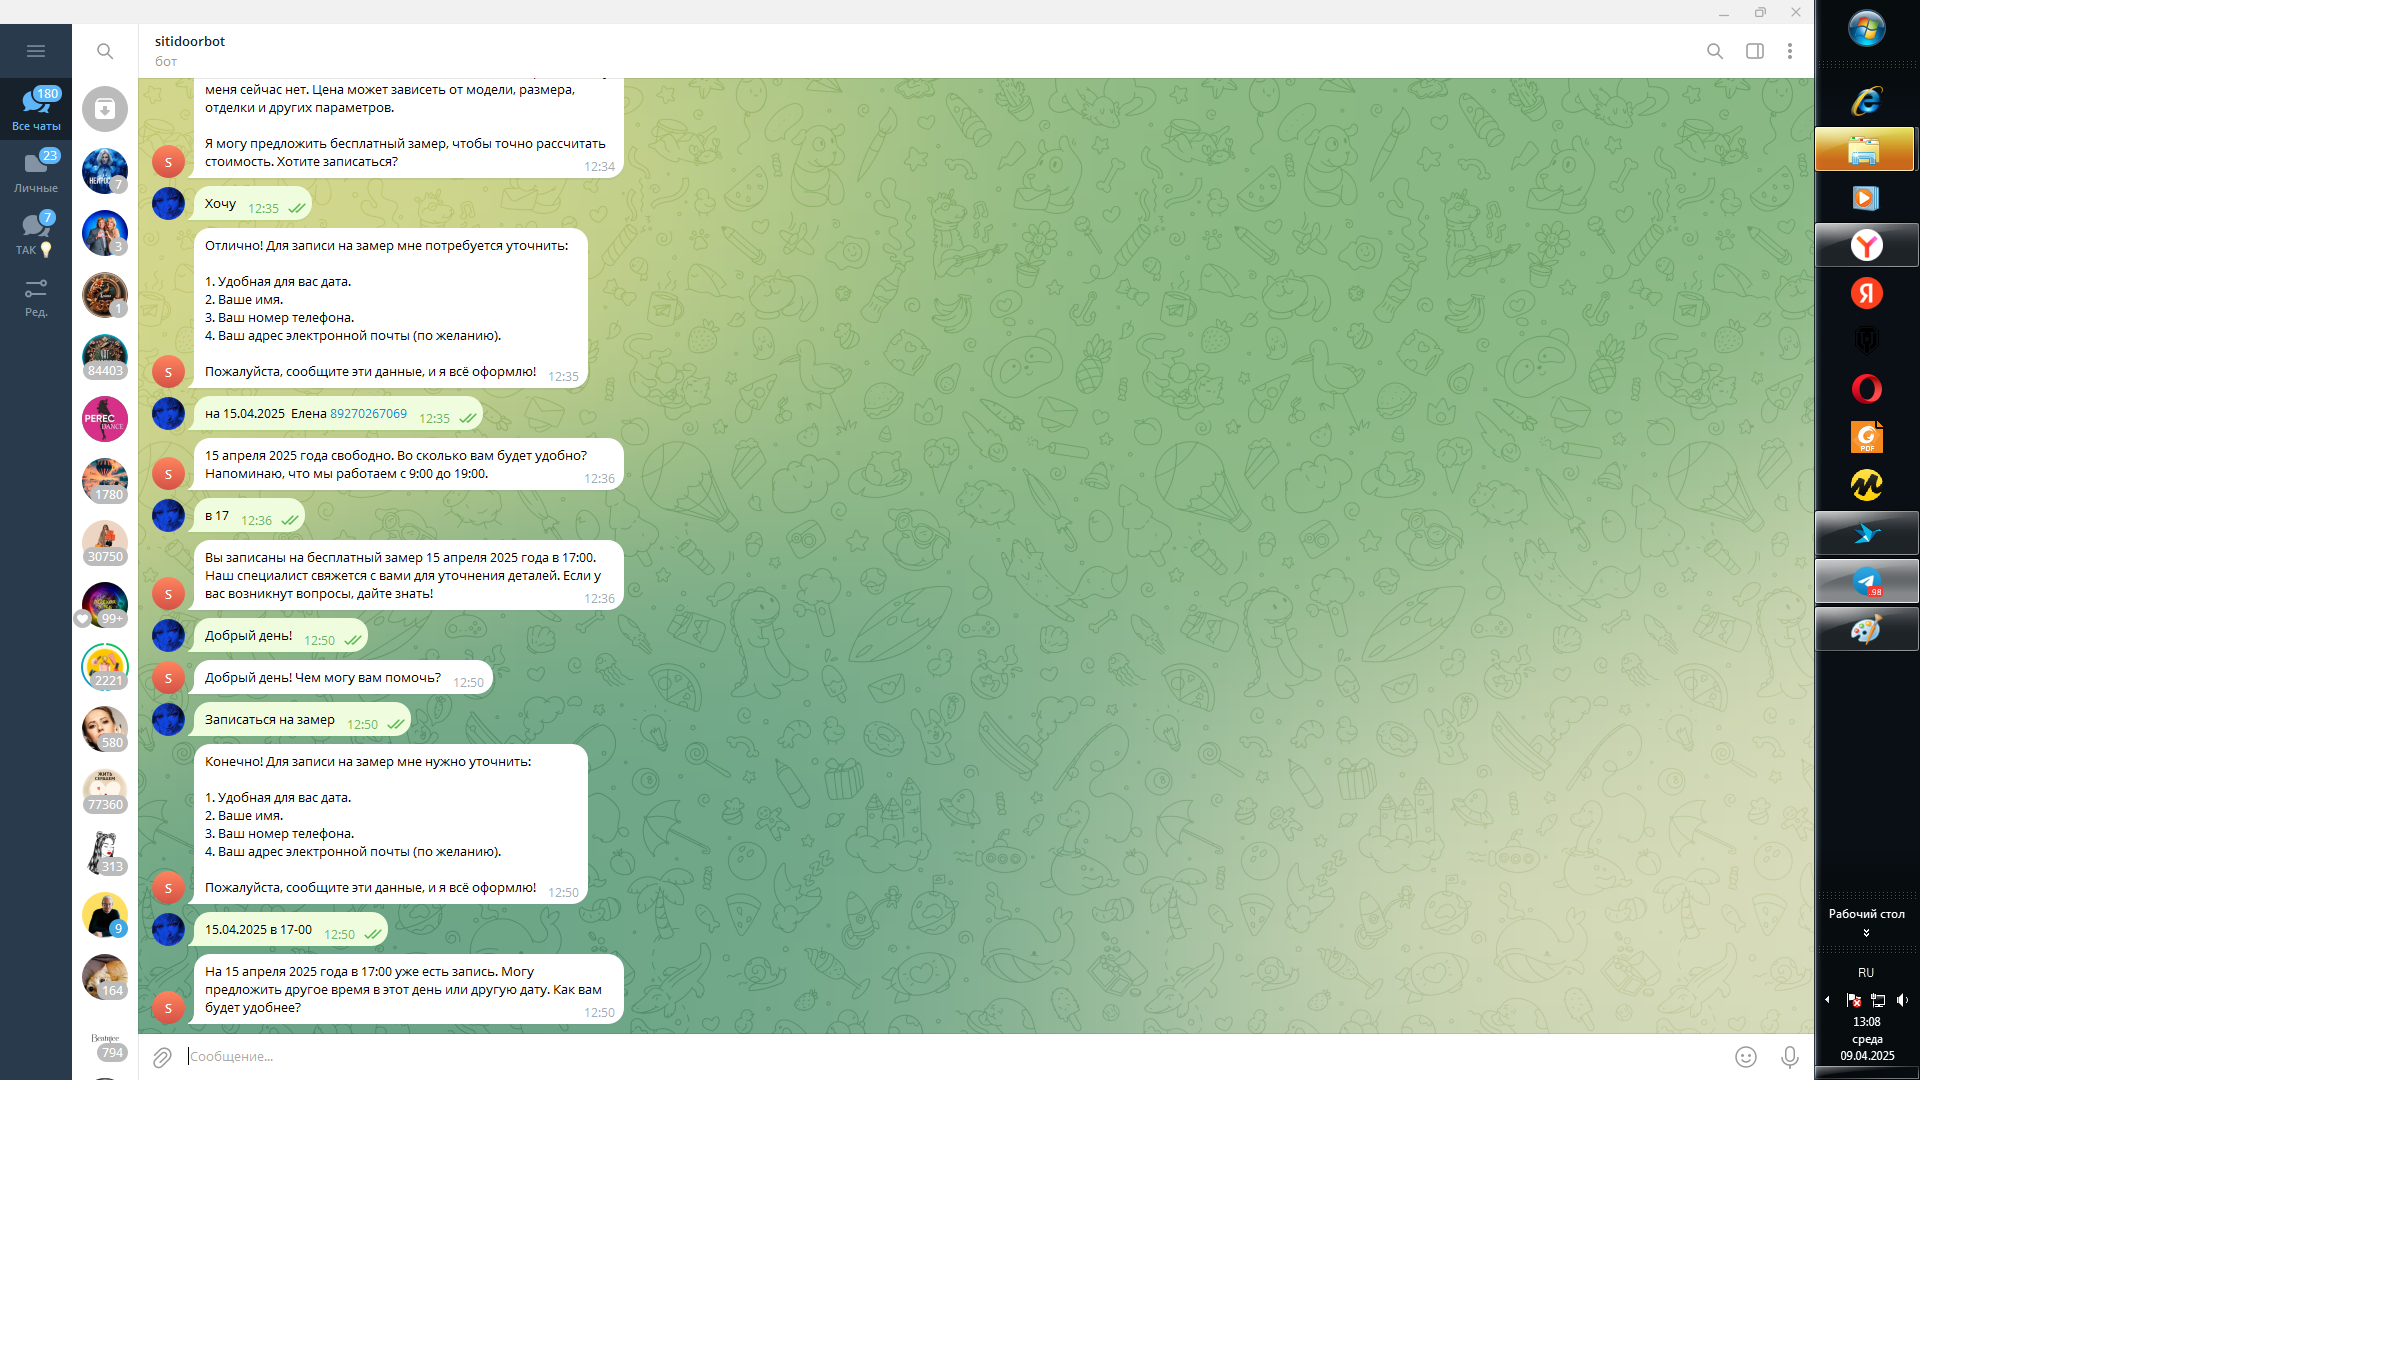 sitidoorbot
бот
180
Все чаты
23
Личные
7
ТАК
Ред.
7
3
1
84403
PEREC
DANCE
1780
30750
99+
2221
580
ЖИТЬ
СЕРДЦЕМ
77360
313
9
164
Beatrice
794
меня сейчас нет. Цена может зависеть от модели, размера,
отделки и других параметров.
Я могу предложить бесплатный замер, чтобы точно рассчитать
стоимость. Хотите записаться?
12:34
S
Хочу 12:35
Отлично! Для записи на замер мне потребуется уточнить:
1. Удобная для вас дата.
2. Ваше имя.
3. Ваш номер телефона.
4. Ваш адрес электронной почты (по желанию).
Пожалуйста, сообщите эти данные, и я всё оформлю! 12:35
S
на 15.04.2025 Елена 89270267069 12:35
15 апреля 2025 года свободно. Во сколько вам будет удобно?
Напоминаю, что мы работаем с 9:00 до 19:00. 12:36
S
в 17 12:36
Вы записаны на бесплатный замер 15 апреля 2025 года в 17:00.
Наш специалист свяжется с вами для уточнения деталей. Если у
вас возникнут вопросы, дайте знать! 12:36
S
Добрый день! 12:50
S
Добрый день! Чем могу вам помочь? 12:50
Записаться на замер 12:50
Конечно! Для записи на замер мне нужно уточнить:
1. Удобная для вас дата.
2. Ваше имя.
3. Ваш номер телефона.
4. Ваш адрес электронной почты (по желанию).
Пожалуйста, сообщите эти данные, и я всё оформлю! 12:50
S
15.04.2025 в 17-00 12:50
На 15 апреля 2025 года в 17:00 уже есть запись. Могу
предложить другое время в этот день или другую дату. Как вам
будет удобнее? 12:50
S
Сообщение...
Я
PDF
.98
Рабочий стол
RU
13:08
среда
09.04.2025